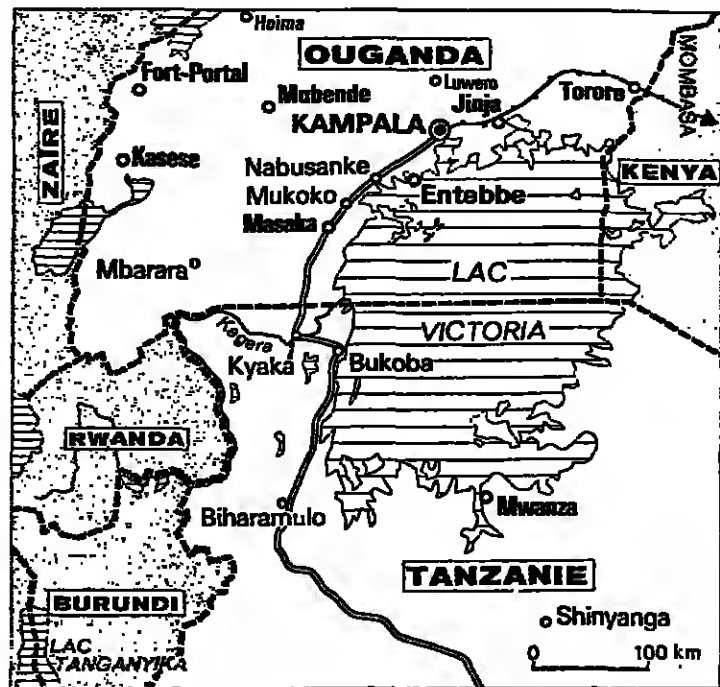 Hoima
OUGANDA
MOMBASA
Fort-Portal
Luwero
Mubende
Jinja
Tororo
KAMPALA
ZAÏRE
Kasese
Nabusanke
KENYA
Mukoko
Entebbe
Masaka
Mbarara
LAC
VICTORIA
Kagera
Kyaka
Bukoba
RWANDA
Biharamulo
Mwanza
TANZANIE
BURUNDI
Shinyanga
LAC
TANGANYIKA
0 100 km